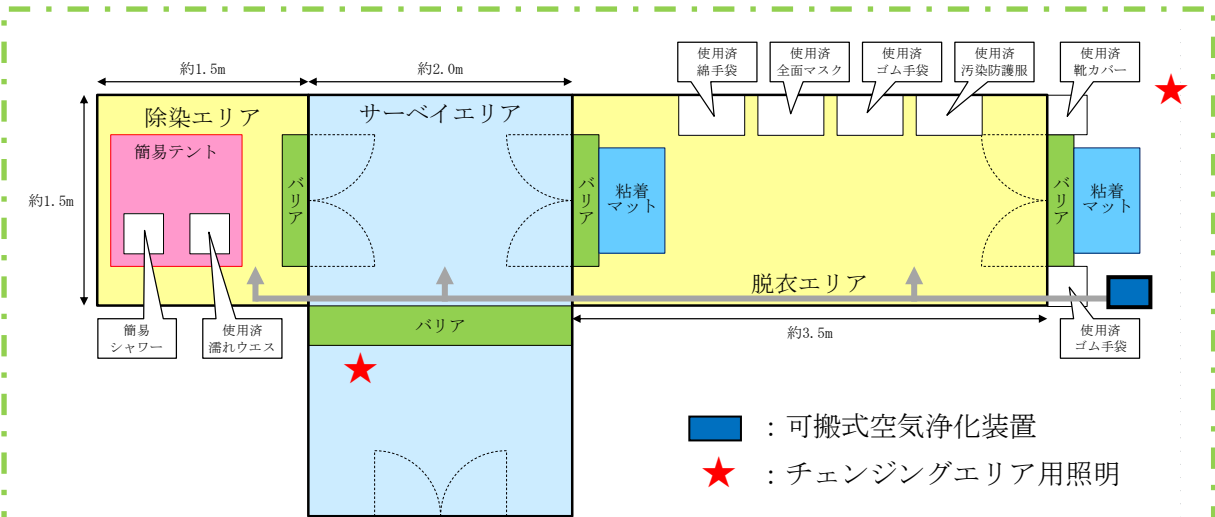 使用済
綿手袋
使用済
全面マスク
使用済
ゴム手袋
使用済
汚染防護服
使用済
靴カバー
約1.5m
約2.0m
除染エリア
サーベイエリア
簡易テント
バリア
バリア
粘着
マット
バリア
粘着
マット
約1.5m
脱衣エリア
簡易
シャワー
使用済
濡れウエス
バリア
約3.5m
使用済
ゴム手袋
：可搬式空気浄化装置
：チェンジングエリア用照明